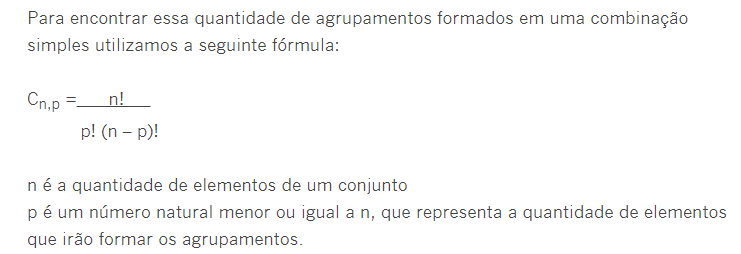 Para encontrar essa quantidade de agrupamentos formados em uma combinação
simples utilizamos a seguinte fórmula:
Cn,p = n!
p! (n – p)!
n é a quantidade de elementos de um conjunto
p é um número natural menor ou igual a n, que representa a quantidade de elementos
que irão formar os agrupamentos.